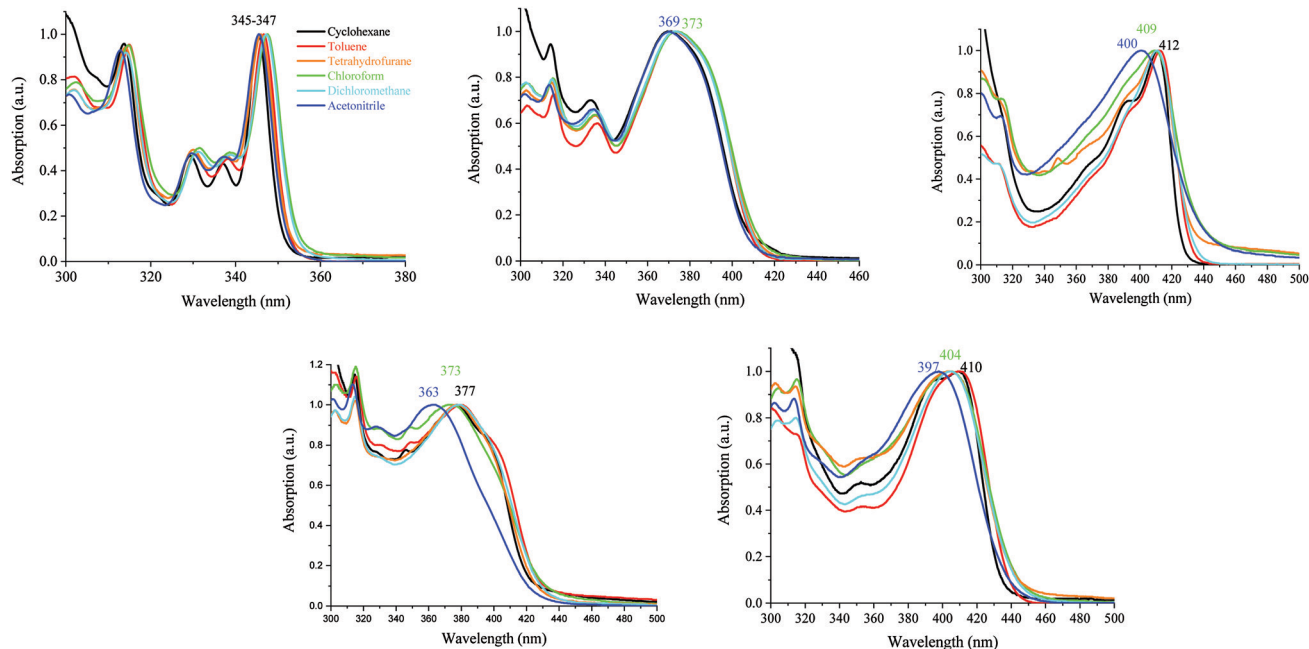 345-347
Cyclohexane
Toluene
Tetrahydrofurane
Chloroform
Dichloromethane
Acetonitrile
1.0
0.8
0.6
0.4
0.2
0.0
Absorption (a.u.)
300 320 340 360 380
Wavelength (nm)
369 373
1.0
0.8
0.6
0.4
0.2
0.0
Absorption (a.u.)
300 320 340 360 380 400 420 440 460
Wavelength (nm)
409
400 412
1.0
0.8
0.6
0.4
0.2
0.0
Absorption (a.u.)
300 320 340 360 380 400 420 440 460 480 500
Wavelength (nm)
373
363 377
1.2
1.0
0.8
0.6
0.4
0.2
0.0
Absorption (a.u.)
300 320 340 360 380 400 420 440 460 480 500
Wavelength (nm)
404
397 410
1.0
0.8
0.6
0.4
0.2
0.0
Absorption (a.u.)
300 320 340 360 380 400 420 440 460 480 500
Wavelength (nm)